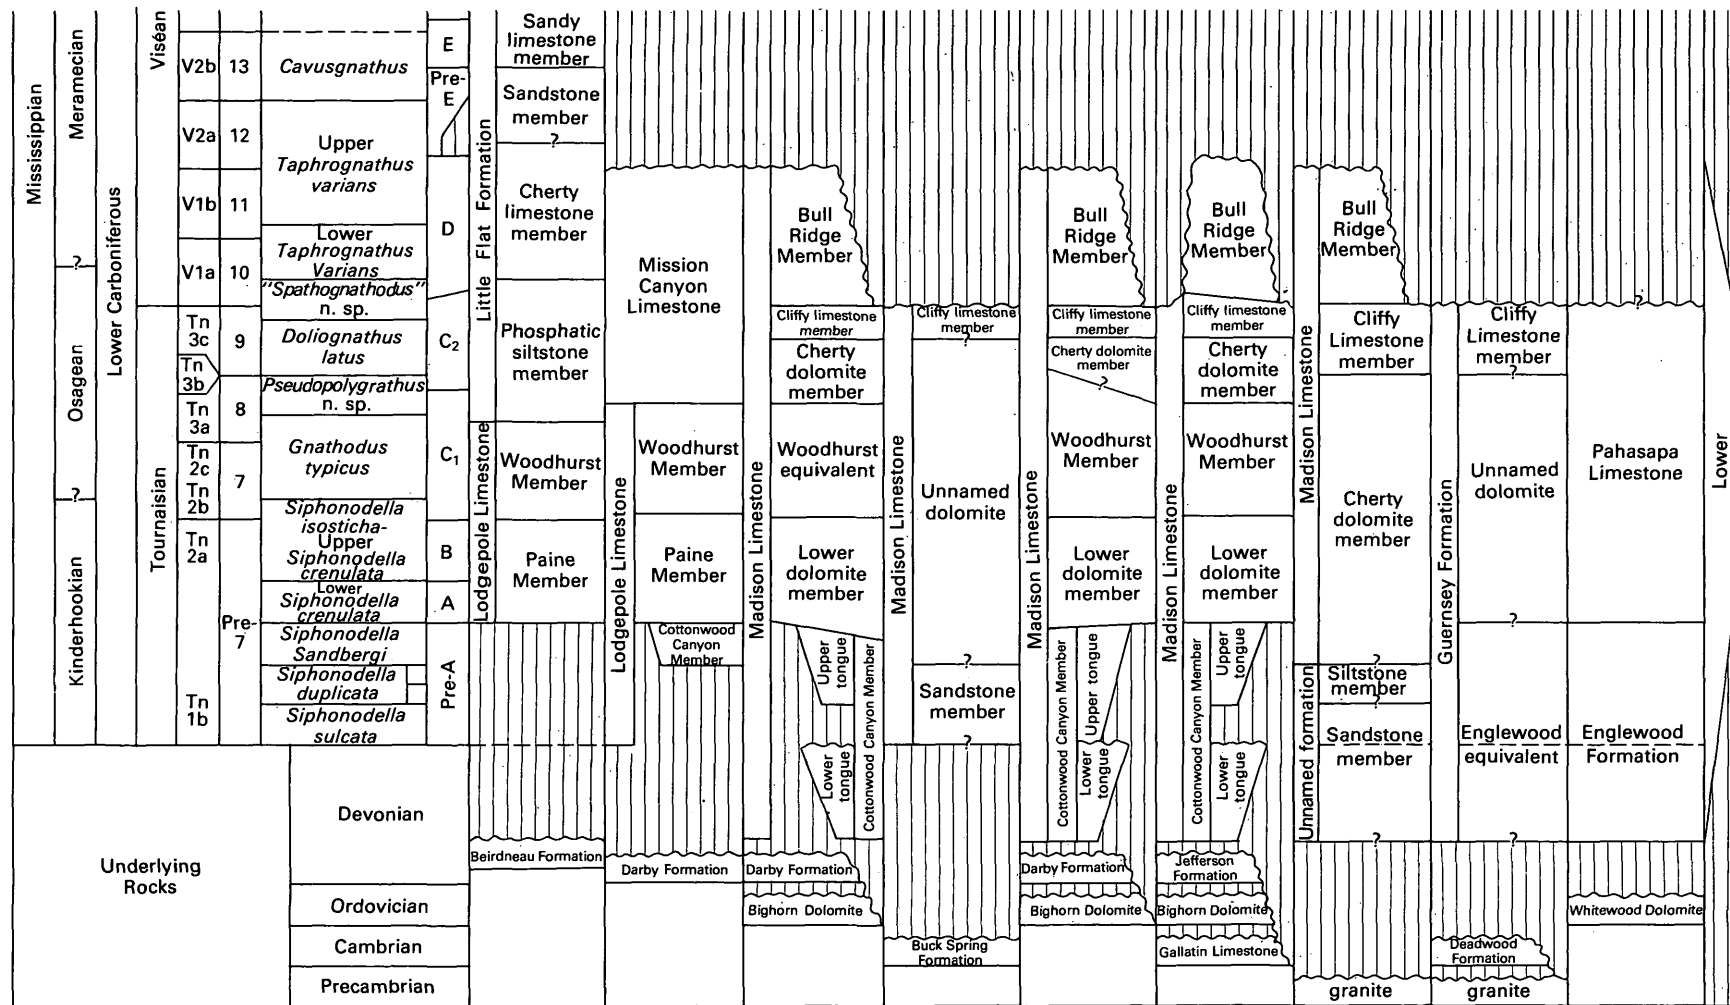 Mississippian
Meramecian
Osagean
Kinderhookian
?
?
Lower Carboniferous
Viséan
Tournaisian
V2b
V2a
V1b
V1a
Tn
3c
Tn
3b
Tn
3a
Tn
2c
Tn
2b
Tn
2a
Tn
1b
13
12
11
10
9
8
7
Pre-
7
Cavusgnathus
Upper
Taphrognathus
varians
Lower
Taphrognathus
Varians
"Spathognathodus"
n. sp.
Doliognathus
latus
Pseudopolygrathus
n. sp.
Gnathodus
typicus
Siphonodella
isosticha-
Upper
Siphonodella
crenulata
Lower
Siphonodella
crenulata
Siphonodella
Sandbergi
Siphonodella
duplicata
Siphonodella
sulcata
E
Pre-
E
D
C2
C1
B
A
Pre-A
Underlying
Rocks
Devonian
Ordovician
Cambrian
Precambrian
Little Flat Formation
Lodgepole Limestone
Sandy
limestone
member
Sandstone
member
?
Cherty
limestone
member
Phosphatic
siltstone
member
Woodhurst
Member
Paine
Member
Beirdneau Formation
Mission
Canyon
Limestone
Lodgepole Limestone
Woodhurst
Member
Paine
Member
Cottonwood
Canyon
Member
Darby Formation
Madison Limestone
Bull
Ridge
Member
Cliffy limestone
member
Cherty
dolomite
member
Woodhurst
equivalent
Lower
dolomite
member
Upper
tongue
Lower
tongue
Cottonwood Canyon Member
Darby Formation
Bighorn Dolomite
Madison Limestone
Cliffy limestone
member
?
Unnamed
dolomite
?
Sandstone
member
?
Buck Spring
Formation
Madison Limestone
Bull
Ridge
Member
Cliffy limestone
member
Cherty dolomite
member
?
Woodhurst
Member
Lower
dolomite
member
Cottonwood Canyon Member
Upper tongue
Lower
tongue
Darby Formation
Bighorn Dolomite
Madison Limestone
Bull
Ridge
Member
Cliffy limestone
member
Cherty
dolomite
member
Woodhurst
Member
Lower
dolomite
member
Cottonwood Canyon Member
Upper
tongue
Lower
tongue
Jefferson
Formation
Bighorn Dolomite
Gallatin Limestone
Madison Limestone
Bull
Ridge
Member
Cliffy
Limestone
member
Cherty
dolomite
member
?
Unnamed formation
Siltstone
member
?
Sandstone
member
?
granite
Guernsey Formation
Cliffy
Limestone
member
?
Unnamed
dolomite
?
Englewood
equivalent
?
Deadwood
Formation
granite
?
Pahasapa
Limestone
Englewood
Formation
Whitewood Dolomite
Lower